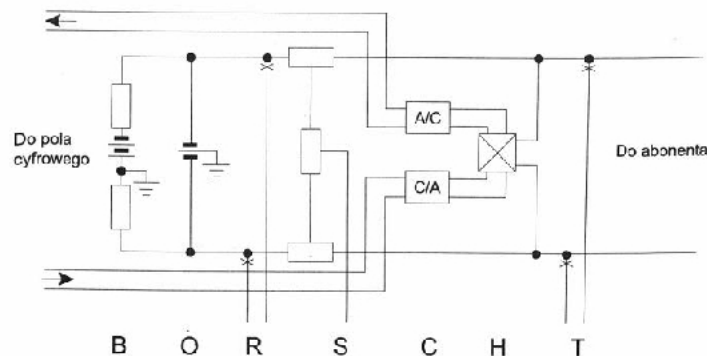 A/C
Do pola
cyfrowego
Do abonenta
C/A
B O R S C H T